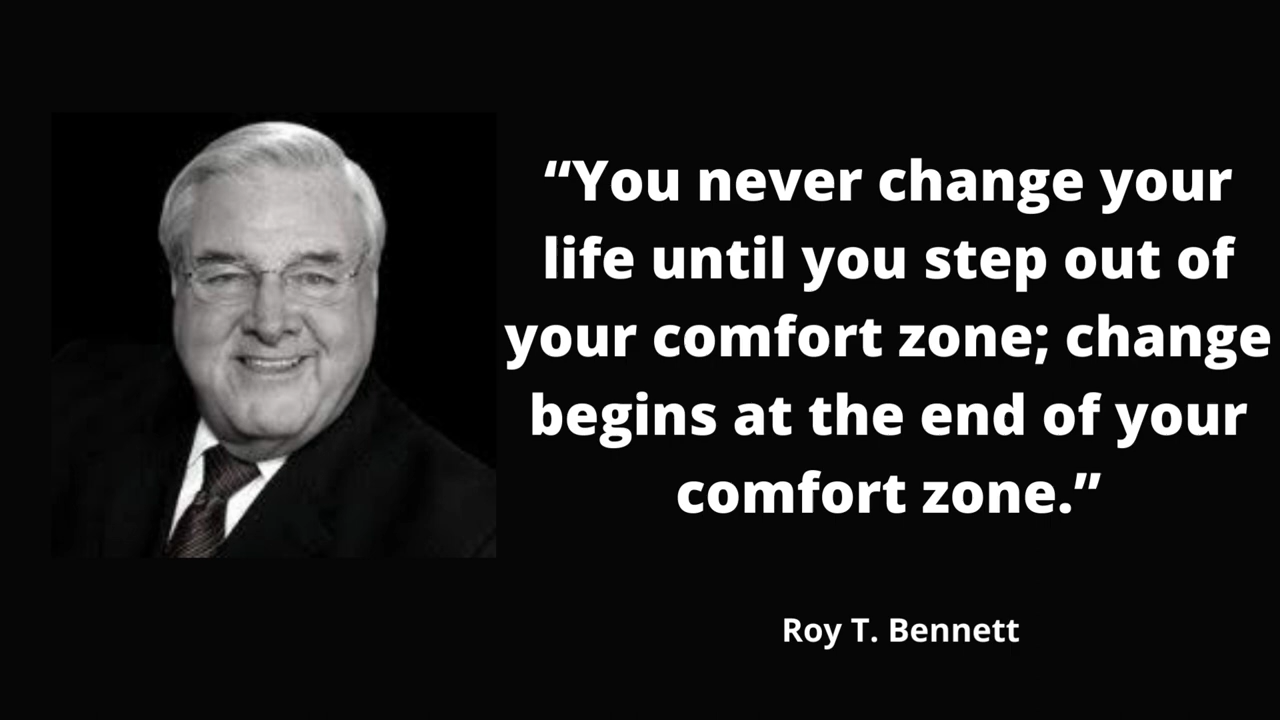 “You never change your
life until you step out of
your comfort zone; change
begins at the end of your
comfort zone.”
Roy T. Bennett